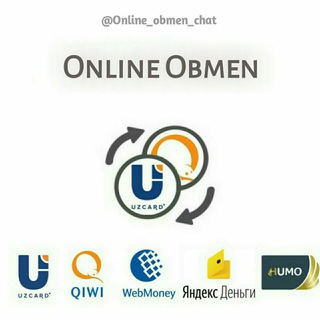 @Online_obmen_chat
ONLINE OBMEN
UZCARD
UZCARD
QIWI
WebMoney
Яндекс Деньги
HUMO